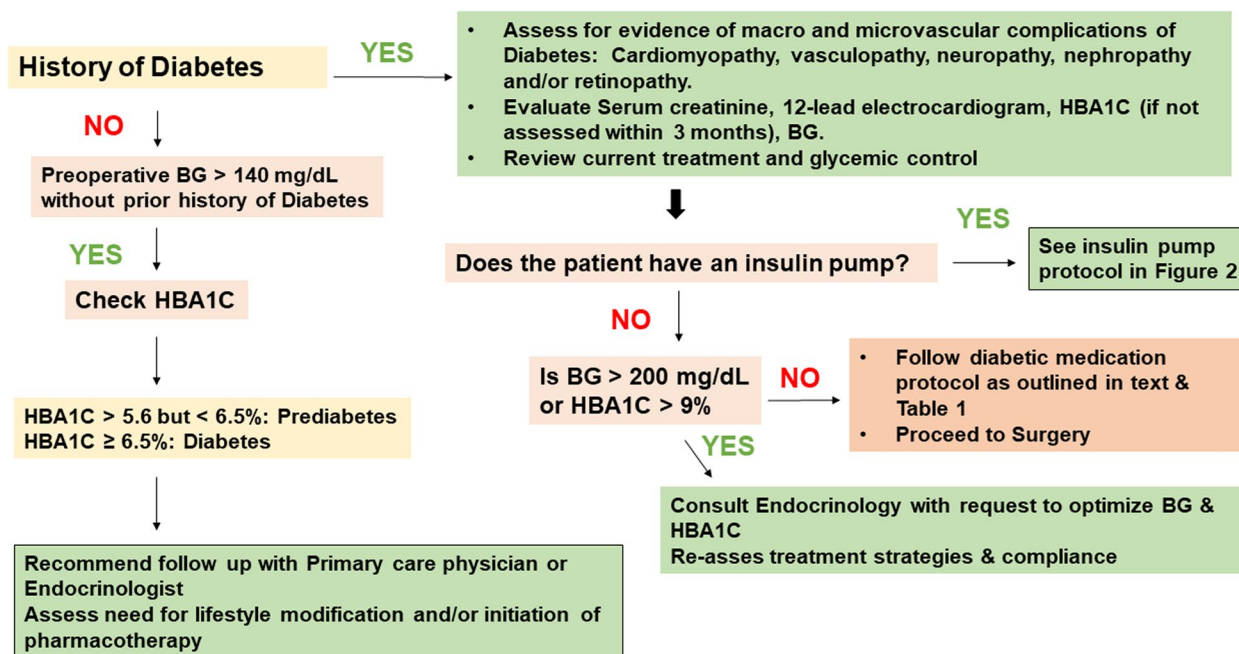 History of Diabetes
YES
• Assess for evidence of macro and microvascular complications of
Diabetes: Cardiomyopathy, vasculopathy, neuropathy, nephropathy
and/or retinopathy.
• Evaluate Serum creatinine, 12-lead electrocardiogram, HBA1C (if not
assessed within 3 months), BG.
• Review current treatment and glycemic control
NO
Preoperative BG > 140 mg/dL
without prior history of Diabetes
YES
Check HBA1C
HBA1C > 5.6 but < 6.5%: Prediabetes
HBA1C ≥ 6.5%: Diabetes
Recommend follow up with Primary care physician or
Endocrinologist
Assess need for lifestyle modification and/or initiation of
pharmacotherapy
Does the patient have an insulin pump?
YES
See insulin pump
protocol in Figure 2
NO
Is BG > 200 mg/dL
or HBA1C > 9%
NO
• Follow diabetic medication
protocol as outlined in text &
Table 1
• Proceed to Surgery
YES
Consult Endocrinology with request to optimize BG &
HBA1C
Re-asses treatment strategies & compliance